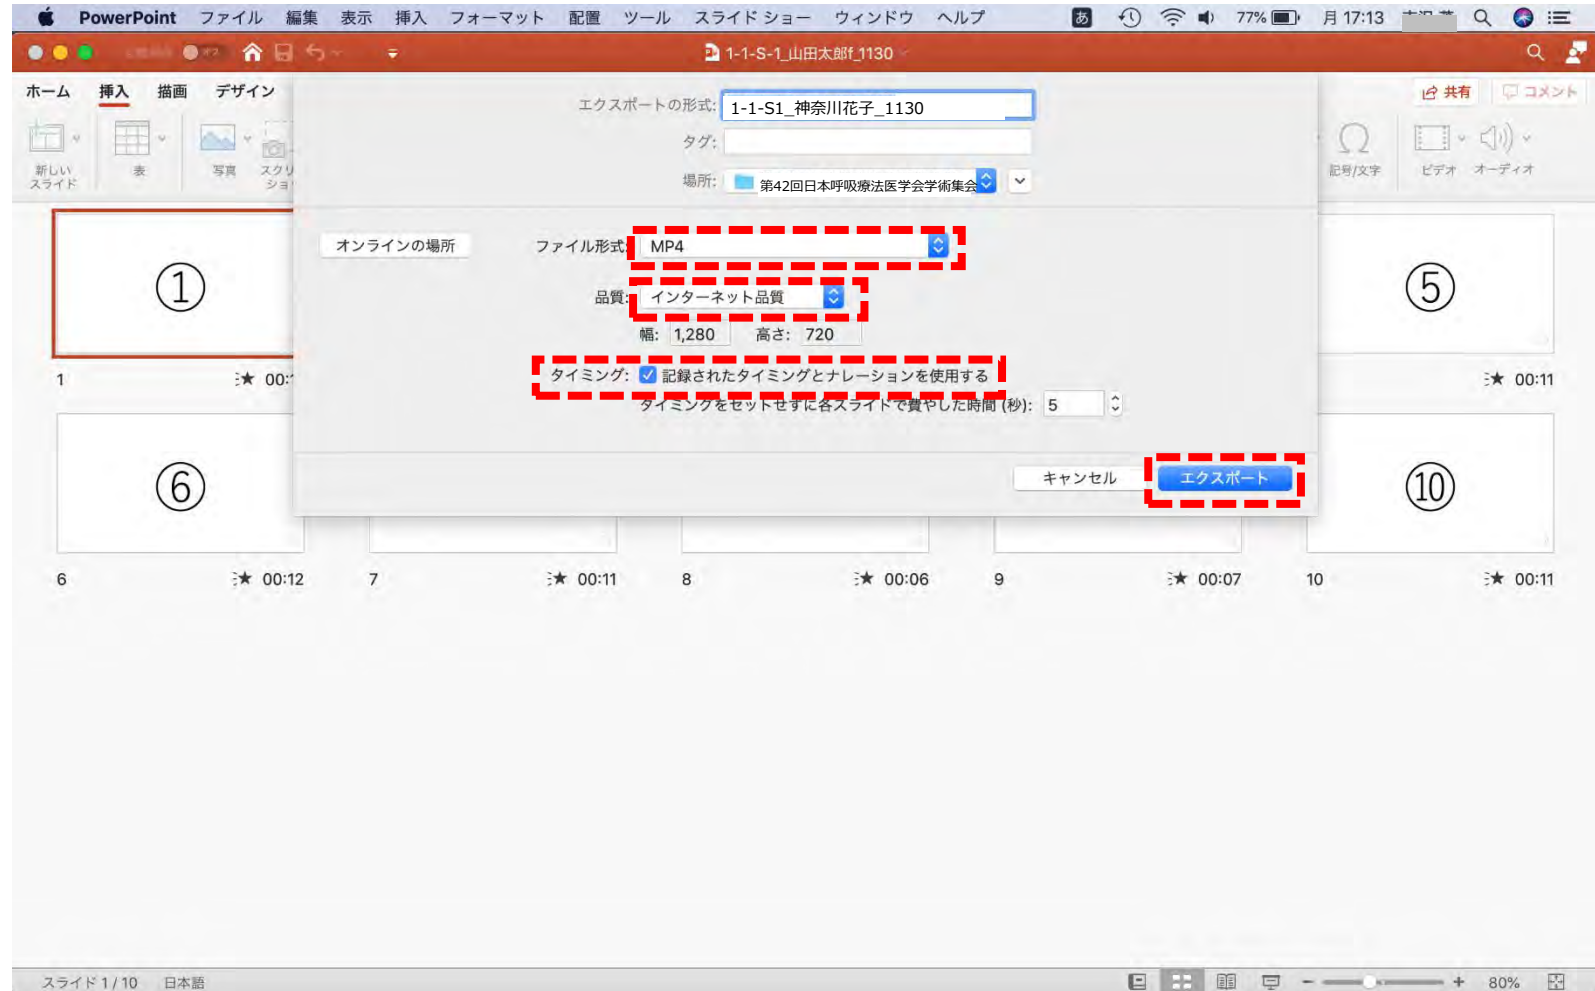 PowerPoint ファイル 編集 表示 挿入 フォーマット 配置 ツール スライド ショー ウィンドウ ヘルプ あ 77% 月 17:13
1-1-S-1_山田太郎f_1130
ホーム 挿入 描画 デザイン 共有 コメント
エクスポートの形式: 1-1-S1_神奈川花子_1130
タグ:
場所: 第42回日本呼吸療法医学会学術集会
新しい
スライド
表
写真
スクリ
ショ
記号/文字
ビデオ
オーディオ
オンラインの場所 ファイル形式: MP4
品質: インターネット品質
幅: 1,280 高さ: 720
タイミング: 記録されたタイミングとナレーションを使用する
タイミングをセットせずに各スライドで費やした時間 (秒): 5
キャンセル エクスポート
①
⑤
1 00: 00:11
⑥
⑩
6 00:12 7 00:11 8 00:06 9 00:07 10 00:11
スライド 1 / 10 日本語 80%